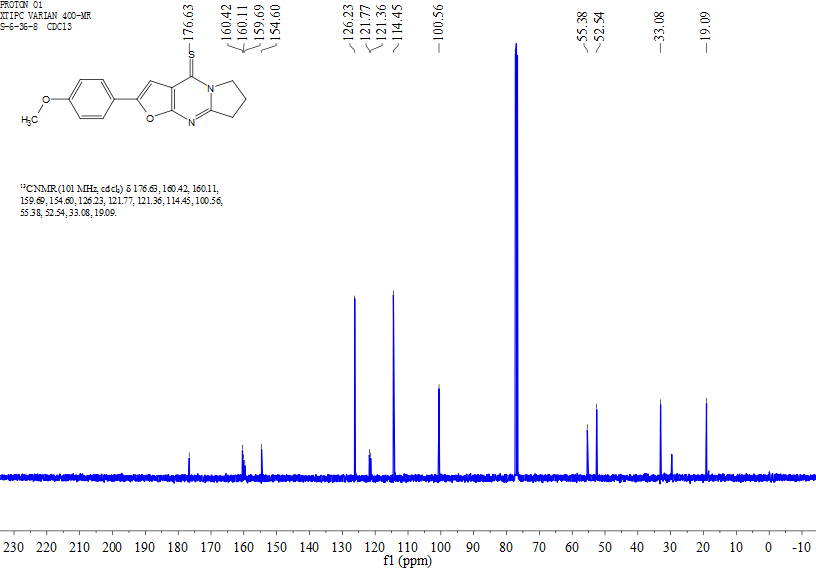 PROTON 01
XTIPC VARIAN 400-MR
S-6-36-8 CDC13
176.63
160.42
160.11
159.69
154.60
126.23
121.77
121.36
114.45
100.56
55.38
52.54
33.08
19.09
S
N
O
H₃C
O
N
¹³C NMR (101 MHz, cdcl₃) δ 176.63, 160.42, 160.11,
159.69, 154.60, 126.23, 121.77, 121.36, 114.45, 100.56,
55.38, 52.54, 33.08, 19.09.
230 220 210 200 190 180 170 160 150 140 130 120 110 100 90 80 70 60 50 40 30 20 10 0 -10
f1 (ppm)